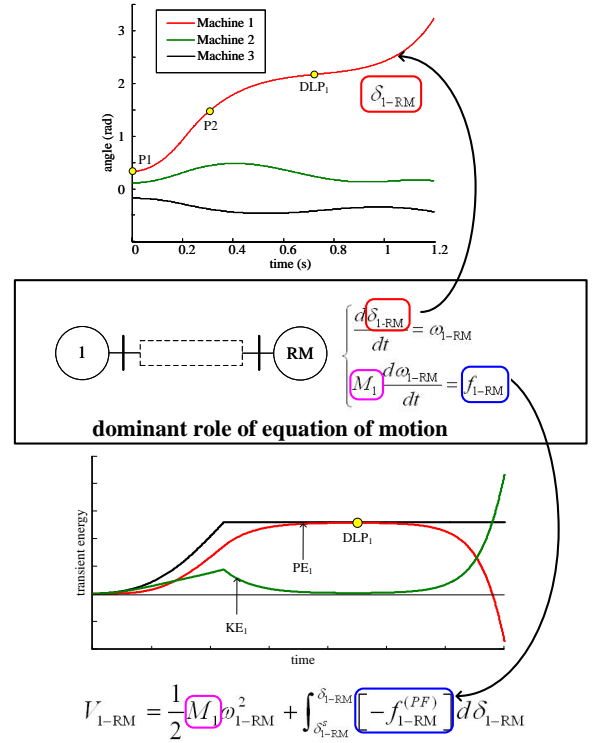 3
2
1
0
angle (rad)
Machine 1
Machine 2
Machine 3
P1
P2
DLP₁
δ₁₋RM
0 0.2 0.4 0.6 0.8 1 1.2
time (s)
1
RM
dδ₁₋RM/dt = ω₁₋RM
M₁ dω₁₋RM/dt = f₁₋RM
dominant role of equation of motion
transient energy
DLP₁
PE₁
KE₁
time
V₁₋RM = 1/2 M₁ω²₁₋RM + ∫_{δˢ₁₋RM}^{δ₁₋RM} [−f₁₋RM^(PF)] dδ₁₋RM